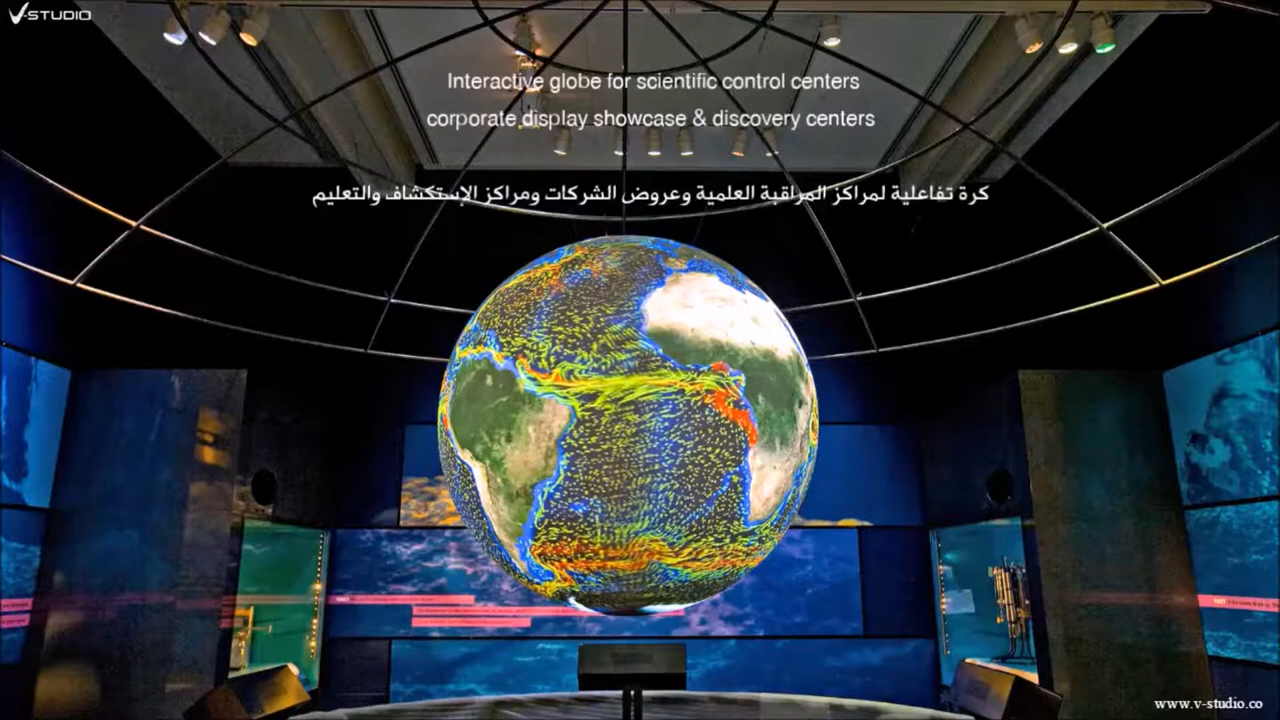 V-STUDIO
Interactive globe for scientific control centers
corporate display showcase & discovery centers
كرة تفاعلية لمراكز المراقبة العلمية وعروض الشركات ومراكز الإستكشاف والتعليم
www.v-studio.co